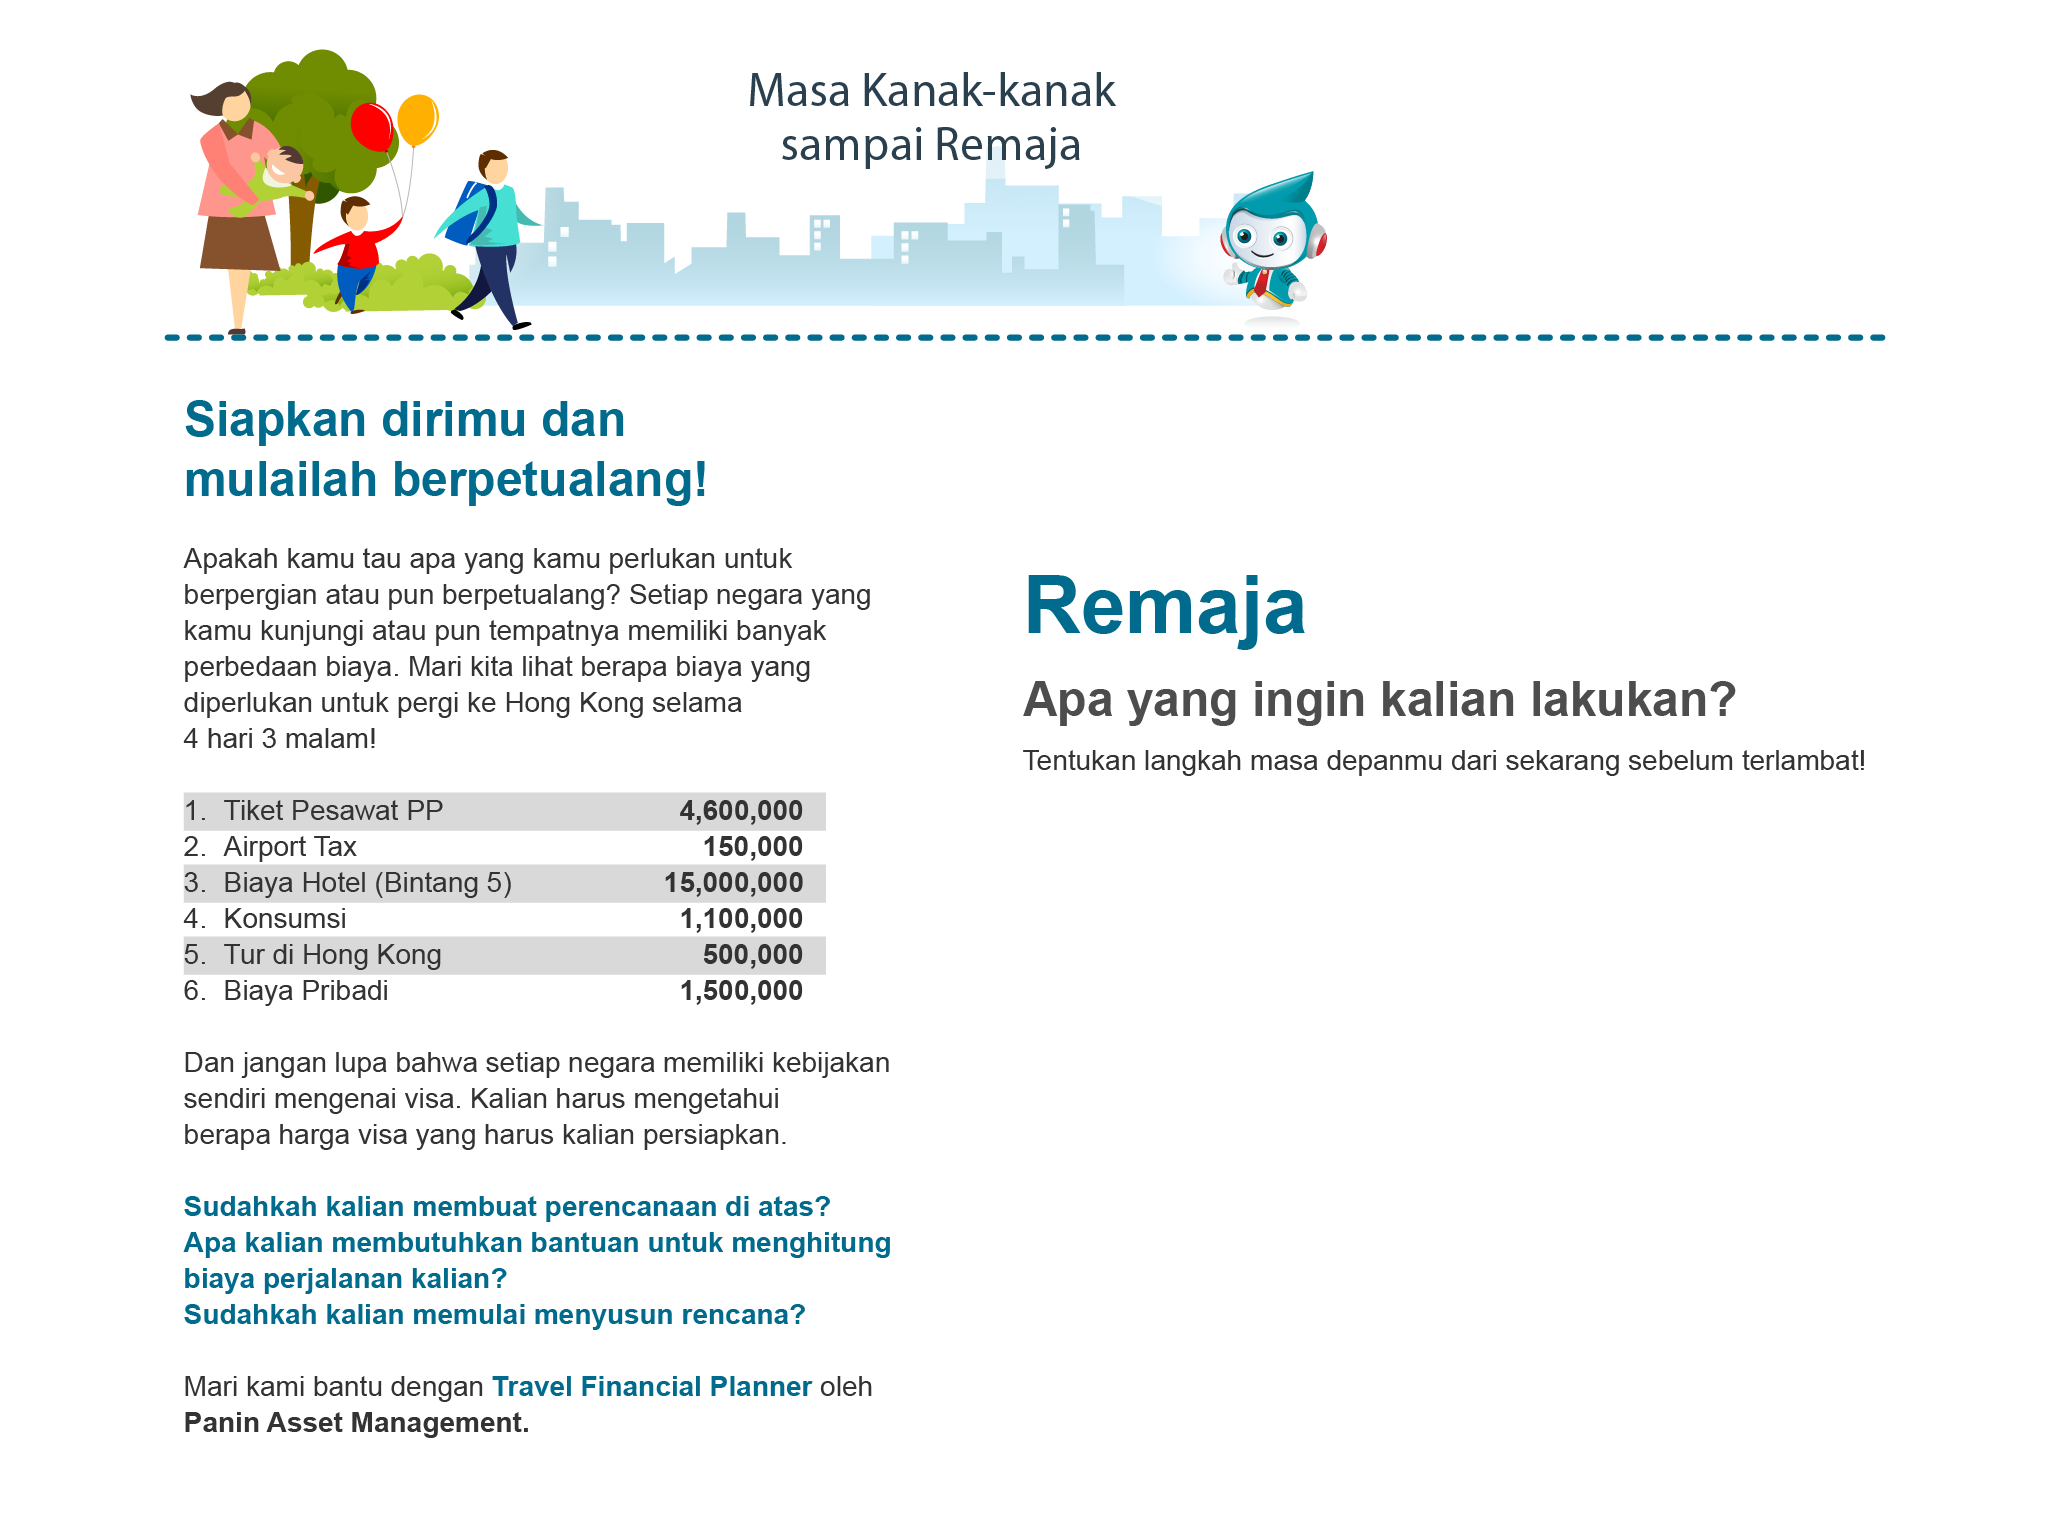 Masa Kanak-kanak
sampai Remaja
Siapkan dirimu dan
mulailah berpetualang!
Apakah kamu tau apa yang kamu perlukan untuk
berpergian atau pun berpetualang? Setiap negara yang
kamu kunjungi atau pun tempatnya memiliki banyak
perbedaan biaya. Mari kita lihat berapa biaya yang
diperlukan untuk pergi ke Hong Kong selama
4 hari 3 malam!
1. Tiket Pesawat PP 4,600,000
2. Airport Tax 150,000
3. Biaya Hotel (Bintang 5) 15,000,000
4. Konsumsi 1,100,000
5. Tur di Hong Kong 500,000
6. Biaya Pribadi 1,500,000
Dan jangan lupa bahwa setiap negara memiliki kebijakan
sendiri mengenai visa. Kalian harus mengetahui
berapa harga visa yang harus kalian persiapkan.
Sudahkah kalian membuat perencanaan di atas?
Apa kalian membutuhkan bantuan untuk menghitung
biaya perjalanan kalian?
Sudahkah kalian memulai menyusun rencana?
Mari kami bantu dengan Travel Financial Planner oleh
Panin Asset Management.
Remaja
Apa yang ingin kalian lakukan?
Tentukan langkah masa depanmu dari sekarang sebelum terlambat!